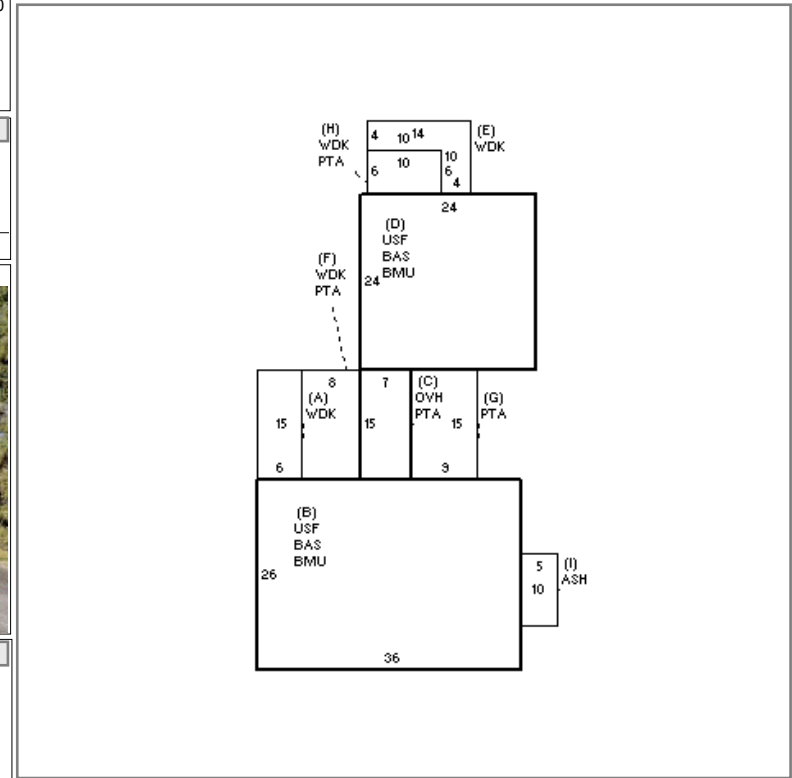 0
(H)
WDK
PTA
4
10
14
(E)
WDK
6
10
10
6
4
24
(D)
USF
BAS
BMU
24
(F)
WDK
PTA
8
(A)
WDK
15
6
7
15
(C)
OVH
PTA
15
9
(G)
PTA
(B)
USF
BAS
BMU
26
36
5
10
(I)
ASH